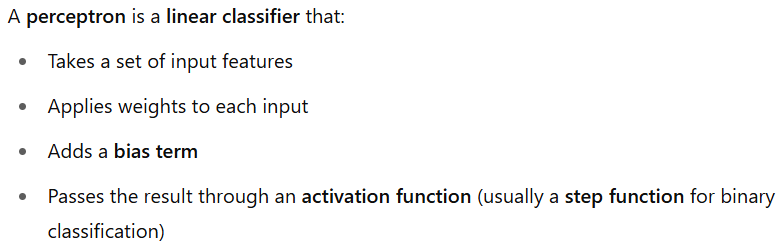 A perceptron is a linear classifier that:
• Takes a set of input features
• Applies weights to each input
• Adds a bias term
• Passes the result through an activation function (usually a step function for binary
classification)